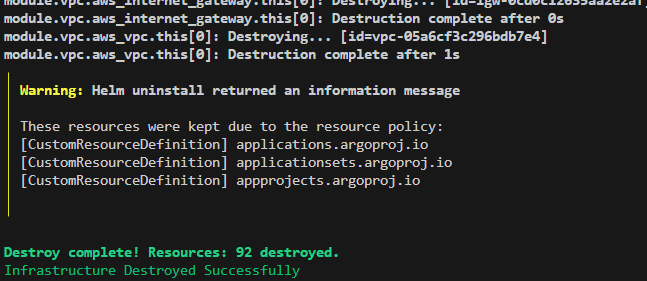 module.vpc.aws_internet_gateway.this[0]: Destroying...
module.vpc.aws_internet_gateway.this[0]: Destruction complete after 0s
module.vpc.aws_vpc.this[0]: Destroying... [id=vpc-05a6cf3c296bdb7e4]
module.vpc.aws_vpc.this[0]: Destruction complete after 1s
Warning: Helm uninstall returned an information message
These resources were kept due to the resource policy:
[CustomResourceDefinition] applications.argoproj.io
[CustomResourceDefinition] applicationsets.argoproj.io
[CustomResourceDefinition] appprojects.argoproj.io
Destroy complete! Resources: 92 destroyed.
Infrastructure Destroyed Successfully